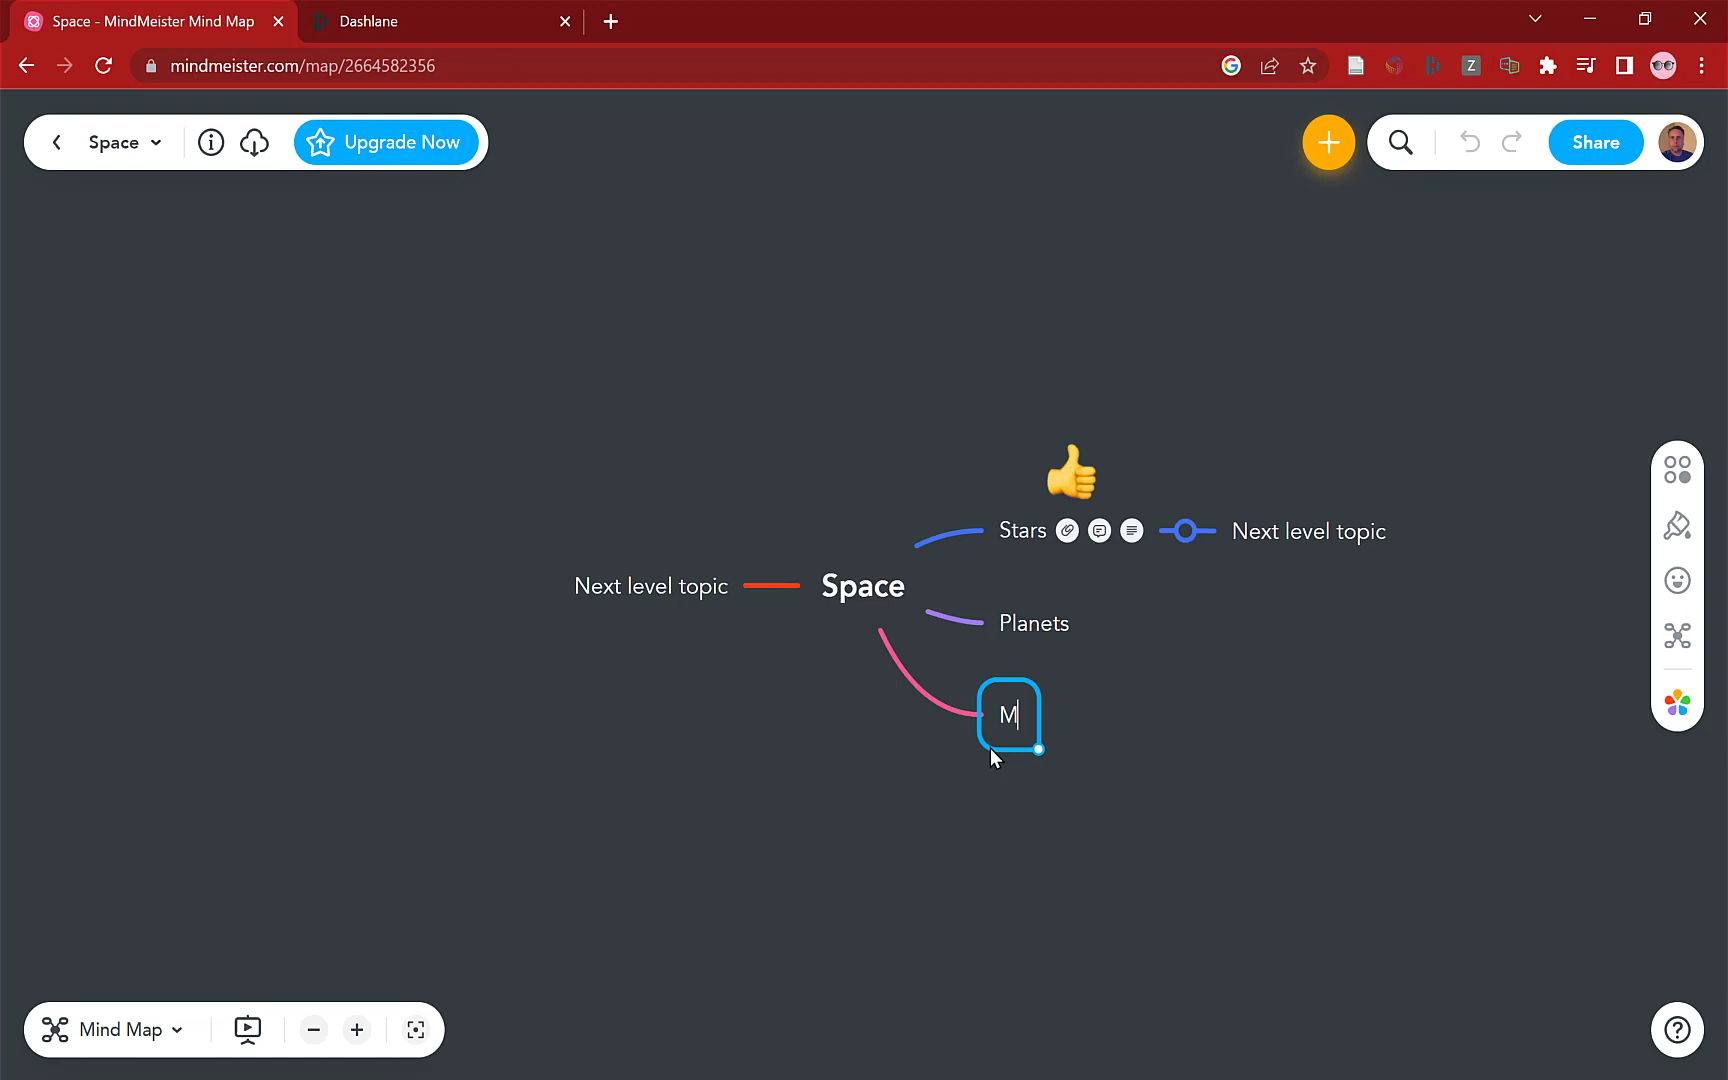 Space - MindMeister Mind Map
Dashlane
mindmeister.com/map/2664582356
Space
Upgrade Now
Share
Stars
Next level topic
Next level topic
Space
Planets
M
Mind Map